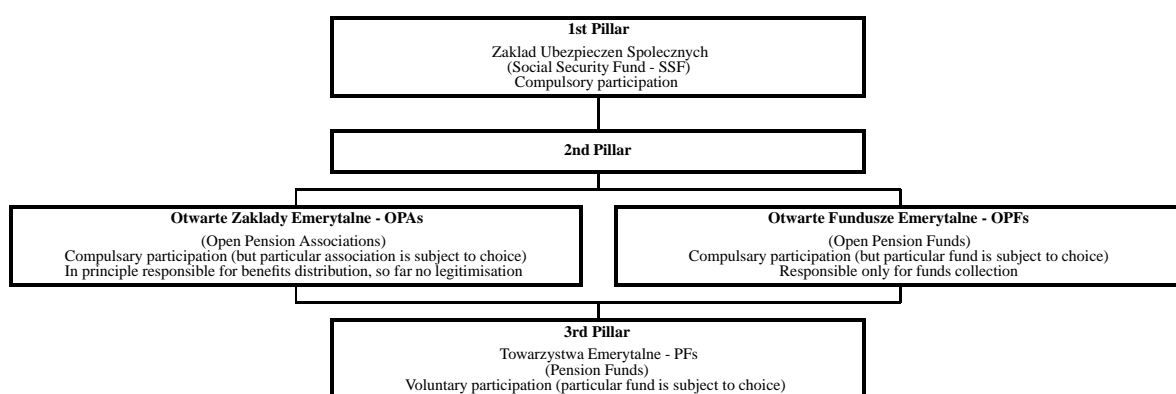 1st Pillar
Zaklad Ubezpieczen Spolecznych
(Social Security Fund - SSF)
Compulsory participation
2nd Pillar
Otwarte Zaklady Emerytalne - OPAs
(Open Pension Associations)
Compulsary participation (but particular association is subject to choice)
In principle responsible for benefits distribution, so far no legitimisation
Otwarte Fundusze Emerytalne - OPFs
(Open Pension Funds)
Compulsary participation (but particular fund is subject to choice)
Responsible only for funds collection
3rd Pillar
Towarzystwa Emerytalne - PFs
(Pension Funds)
Voluntary participation (particular fund is subject to choice)